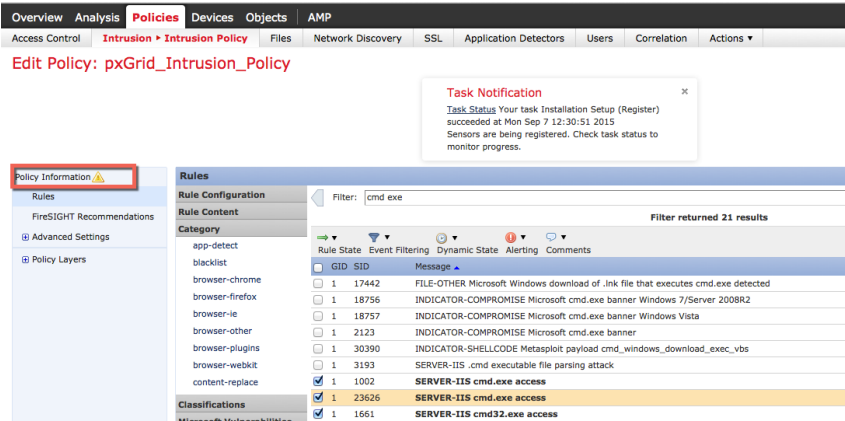 Overview Analysis Policies Devices Objects AMP
Access Control Intrusion ▸ Intrusion Policy Files Network Discovery SSL Application Detectors Users Correlation Actions ▼
Edit Policy: pxGrid_Intrusion_Policy
Task Notification ×
Task Status Your task Installation Setup (Register)
succeeded at Mon Sep 7 12:30:51 2015
Sensors are being registered. Check task status to
monitor progress.
Policy Information
Rules
FireSIGHT Recommendations
Advanced Settings
Policy Layers
Rules
Rule Configuration
Rule Content
Category
app-detect
blacklist
browser-chrome
browser-firefox
browser-ie
browser-other
browser-plugins
browser-webkit
content-replace
Classifications
Microsoft Vulnerabilities
Filter: cmd exe
Filter returned 21 results
Rule State Event Filtering Dynamic State Alerting Comments
GID SID Message
1 17442 FILE-OTHER Microsoft Windows download of .lnk file that executes cmd.exe detected
1 18756 INDICATOR-COMPROMISE Microsoft cmd.exe banner Windows 7/Server 2008R2
1 18757 INDICATOR-COMPROMISE Microsoft cmd.exe banner Windows Vista
1 2123 INDICATOR-COMPROMISE Microsoft cmd.exe banner
1 30390 INDICATOR-SHELLCODE Metasploit payload cmd_windows_download_exec_vbs
1 3193 SERVER-IIS .cmd executable file parsing attack
1 1002 SERVER-IIS cmd.exe access
1 23626 SERVER-IIS cmd.exe access
1 1661 SERVER-IIS cmd32.exe access